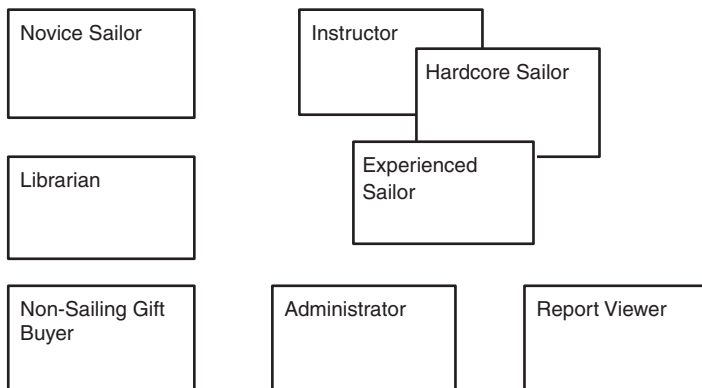 Novice Sailor
Instructor
Hardcore Sailor
Librarian
Experienced
Sailor
Non-Sailing Gift
Buyer
Administrator
Report Viewer